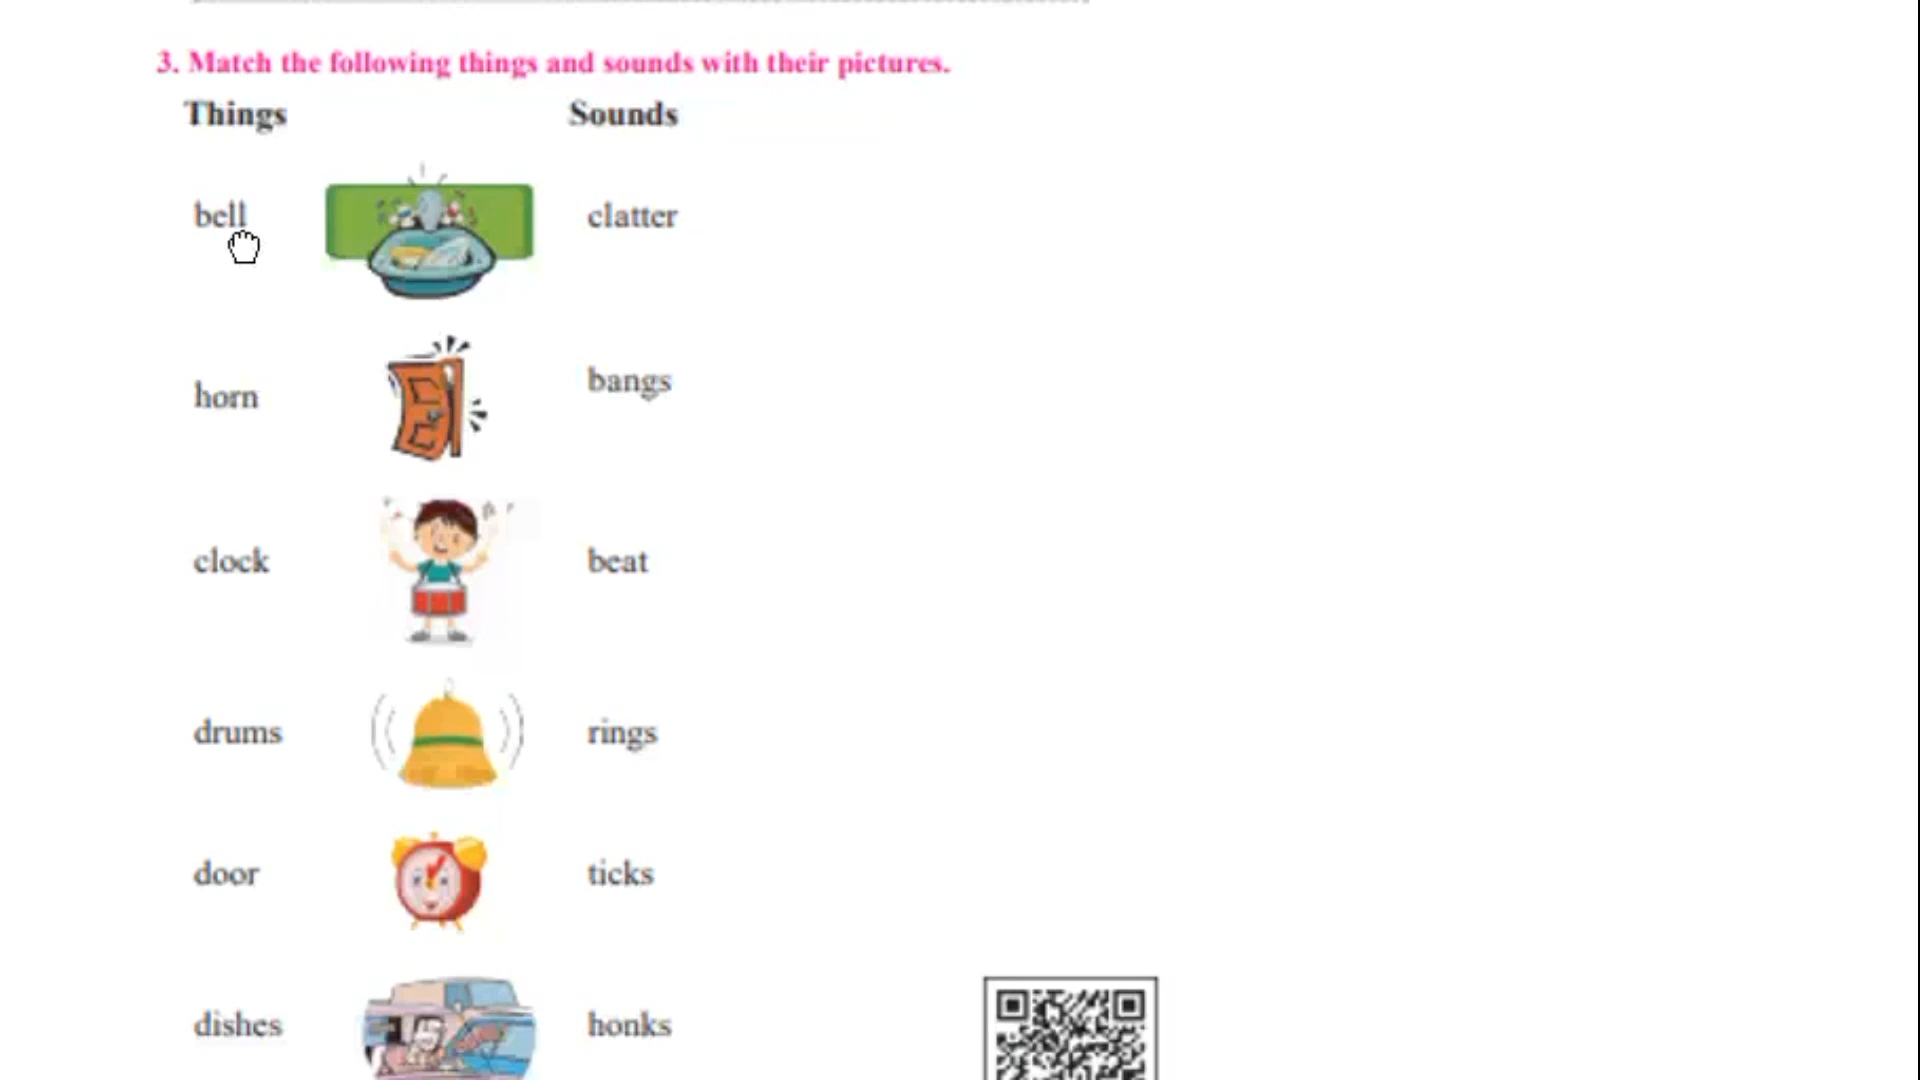 3. Match the following things and sounds with their pictures.
Things Sounds
bell clatter
horn bangs
clock beat
drums rings
door ticks
dishes honks